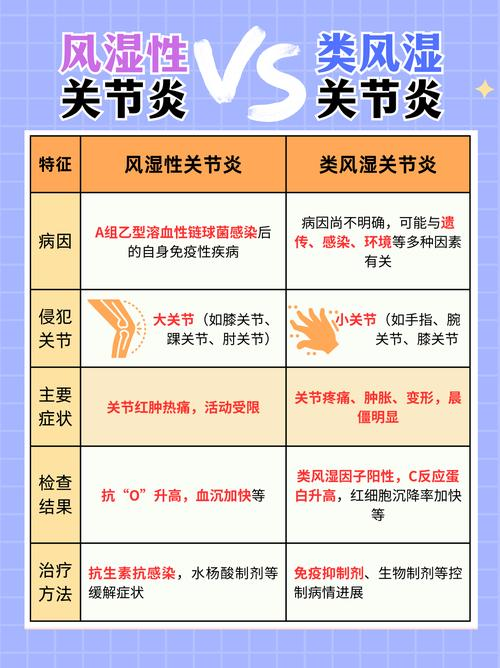 风湿性 VS 类风湿
关节炎 关节炎
特征 风湿性关节炎 类风湿关节炎
病因
A组乙型溶血性链球菌感染后
的自身免疫性疾病
病因尚不明确，可能与遗
传、感染、环境等多种因素
有关
侵犯
关节
大关节（如膝关节、
踝关节、肘关节）
小关节（如手指、腕
关节、膝关节
主要
症状
关节红肿热痛，活动受限
关节疼痛、肿胀、变形，晨
僵明显
检查
结果
抗“O”升高，血沉加快等
类风湿因子阳性，C反应蛋
白升高，红细胞沉降率加快
等
治疗
方法
抗生素抗感染，水杨酸制剂等
缓解症状
免疫抑制剂、生物制剂等控
制病情进展